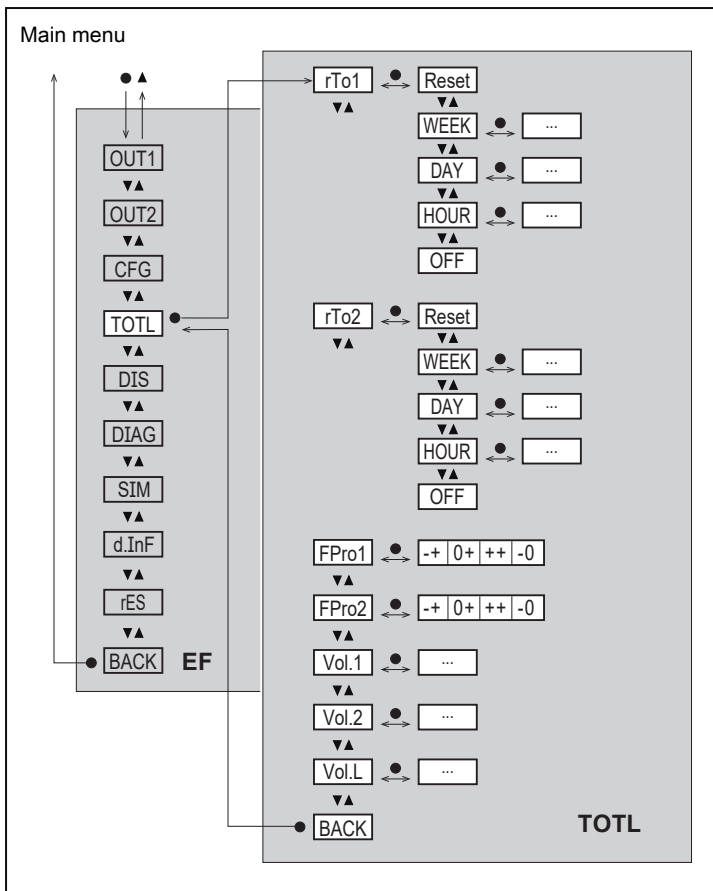 Main menu
OUT1
OUT2
CFG
TOTL
DIS
DIAG
SIM
d.InF
rES
BACK EF
rTo1 Reset
WEEK ...
DAY ...
HOUR ...
OFF
rTo2 Reset
WEEK ...
DAY ...
HOUR ...
OFF
FPro1 -+ 0+ ++ -0
FPro2 -+ 0+ ++ -0
Vol.1 ...
Vol.2 ...
Vol.L ...
BACK
TOTL